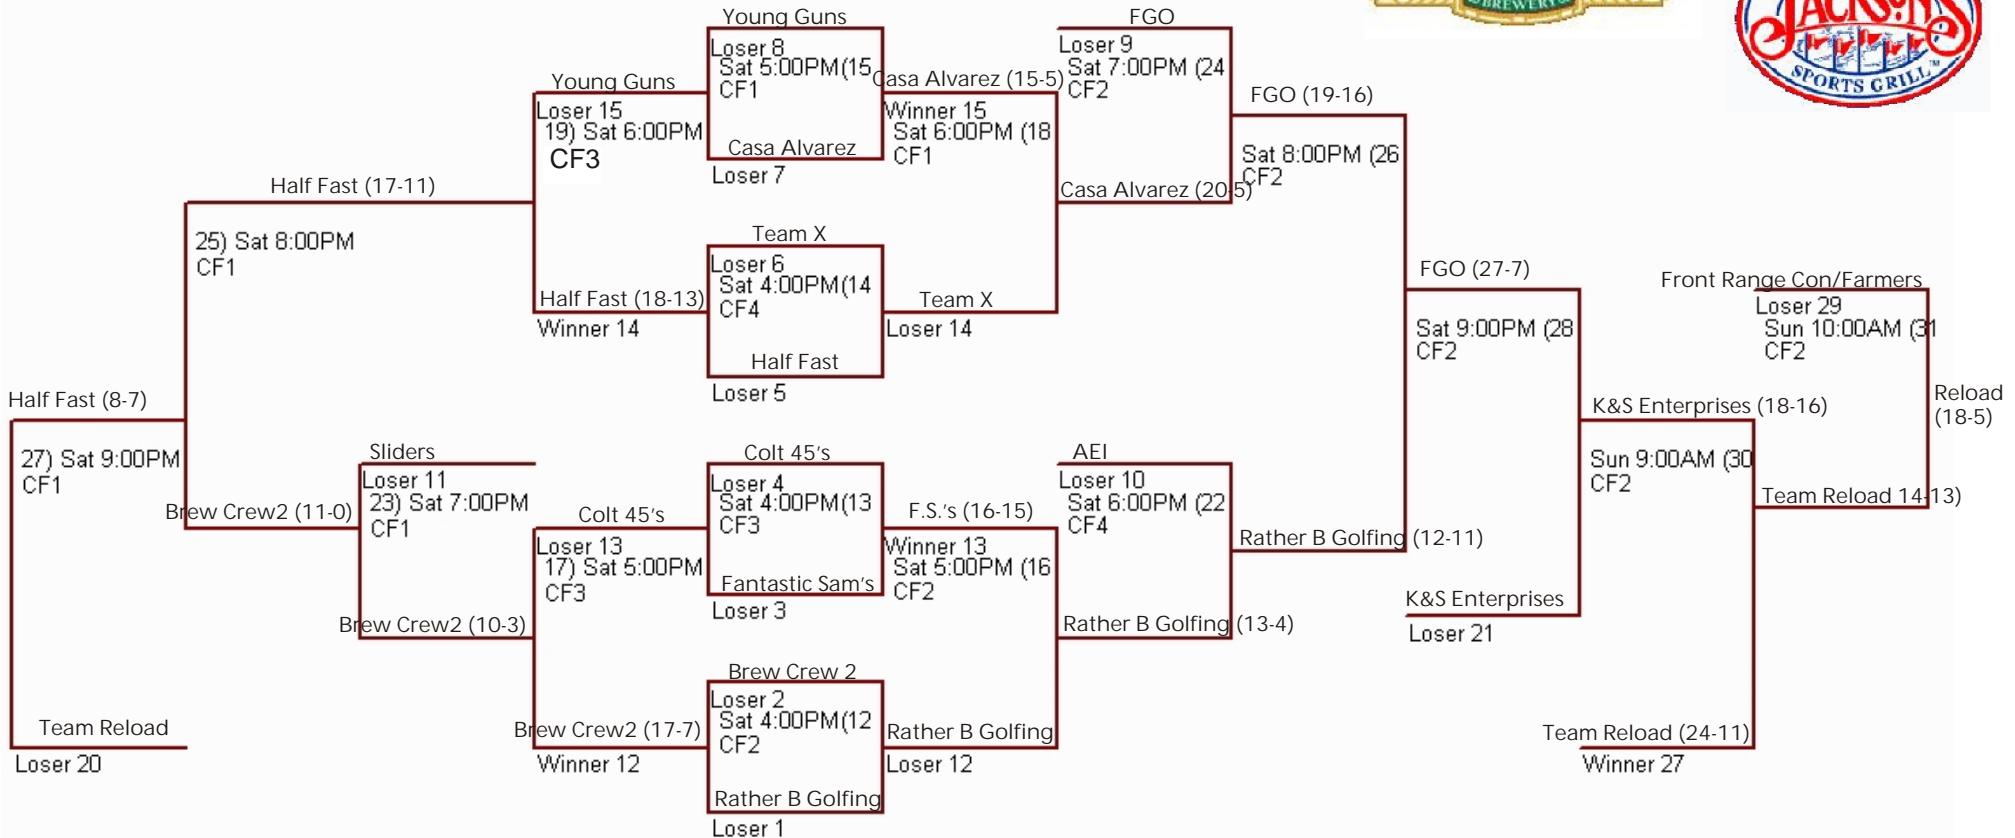 BREWERY
JACKSON'S
SPORTS GRILL™
Young Guns
Loser 8
Sat 5:00PM(15
CF1
Casa Alvarez
Loser 7
FGO
Loser 9
Sat 7:00PM (24
CF2
Young Guns
Loser 15
19) Sat 6:00PM
CF3
Casa Alvarez (15-5)
Winner 15
Sat 6:00PM (18
CF1
FGO (19-16)
Sat 8:00PM (26
CF2
Half Fast (17-11)
25) Sat 8:00PM
CF1
Casa Alvarez (20-5)
Team X
Loser 6
Sat 4:00PM(14
CF4
Half Fast
Loser 5
Half Fast (18-13)
Winner 14
Team X
Loser 14
FGO (27-7)
Sat 9:00PM (28
CF2
Front Range Con/Farmers
Loser 29
Sun 10:00AM (31
CF2
Reload
(18-5)
Half Fast (8-7)
27) Sat 9:00PM
CF1
K&S Enterprises (18-16)
Sun 9:00AM (30
CF2
Sliders
Loser 11
23) Sat 7:00PM
CF1
Colt 45's
Loser 4
Sat 4:00PM(13
CF3
Fantastic Sam's
Loser 3
AEI
Loser 10
Sat 6:00PM (22
CF4
Brew Crew2 (11-0)
Colt 45's
Loser 13
17) Sat 5:00PM
CF3
F.S.'s (16-15)
Winner 13
Sat 5:00PM (16
CF2
Rather B Golfing (12-11)
Team Reload 14-13)
K&S Enterprises
Loser 21
Brew Crew2 (10-3)
Rather B Golfing (13-4)
Brew Crew 2
Loser 2
Sat 4:00PM(12
CF2
Rather B Golfing
Loser 1
Team Reload
Loser 20
Brew Crew2 (17-7)
Winner 12
Rather B Golfing
Loser 12
Team Reload (24-11)
Winner 27